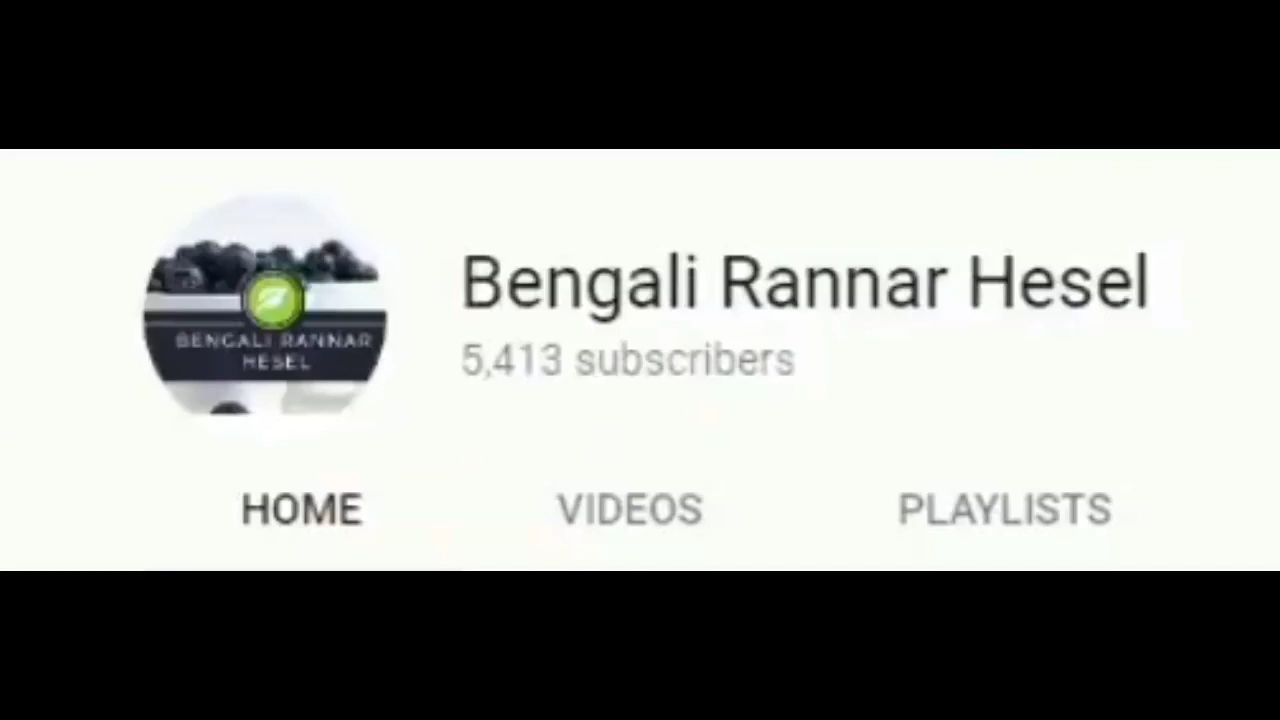 Bengali Rannar Hesel
5,413 subscribers
BENGALI RANNAR
HESEL
HOME VIDEOS PLAYLISTS